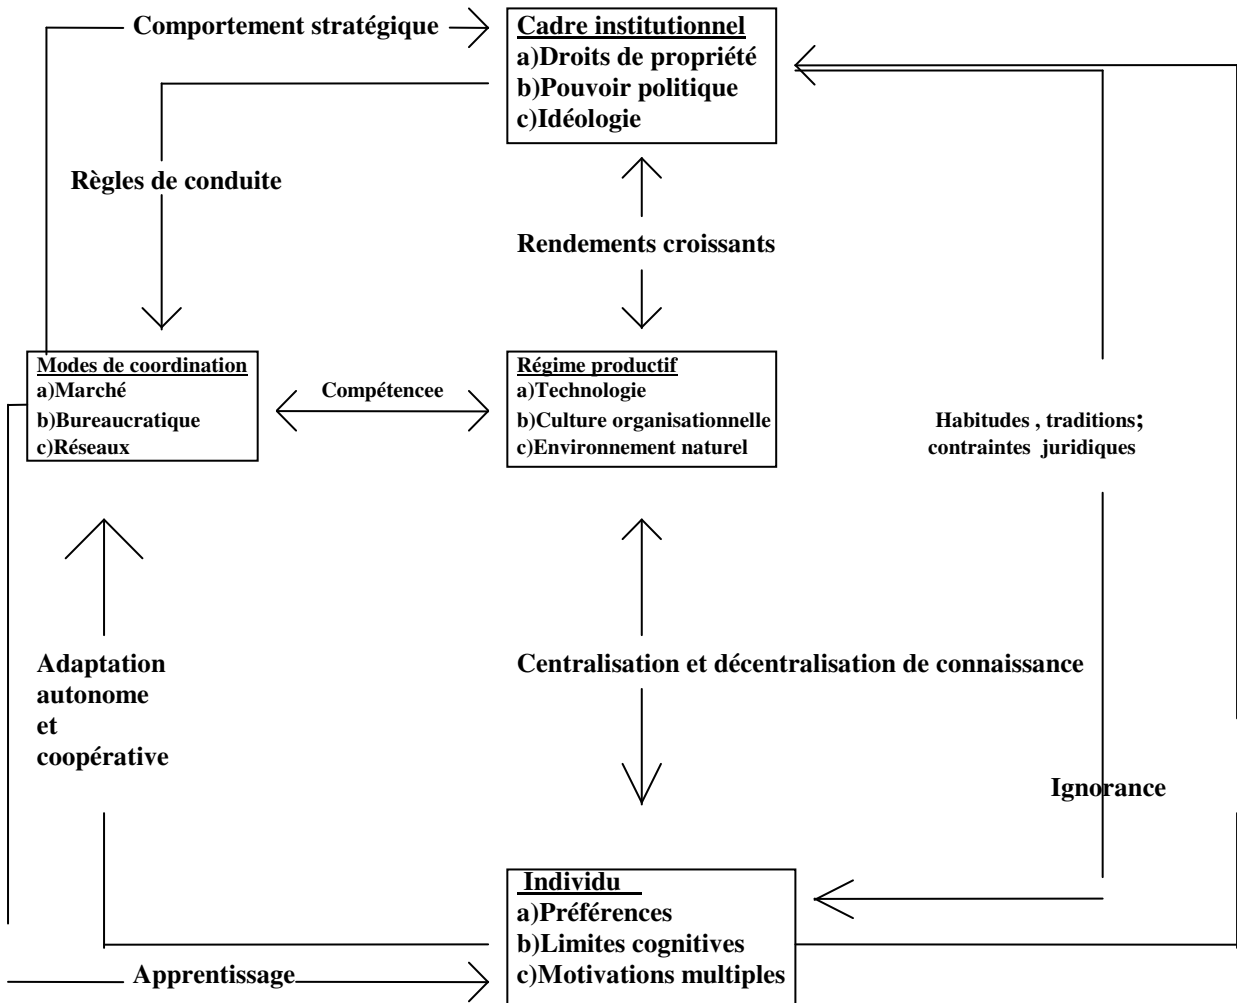 Comportement stratégique
Cadre institutionnel
a)Droits de propriété
b)Pouvoir politique
c)Idéologie
Règles de conduite
Rendements croissants
Modes de coordination
a)Marché
b)Bureaucratique
c)Réseaux
Compétencee
Régime productif
a)Technologie
b)Culture organisationnelle
c)Environnement naturel
Habitudes , traditions;
contraintes juridiques
Adaptation
autonome
et
coopérative
Centralisation et décentralisation de connaissance
Ignorance
Individu
a)Préférences
b)Limites cognitives
c)Motivations multiples
Apprentissage